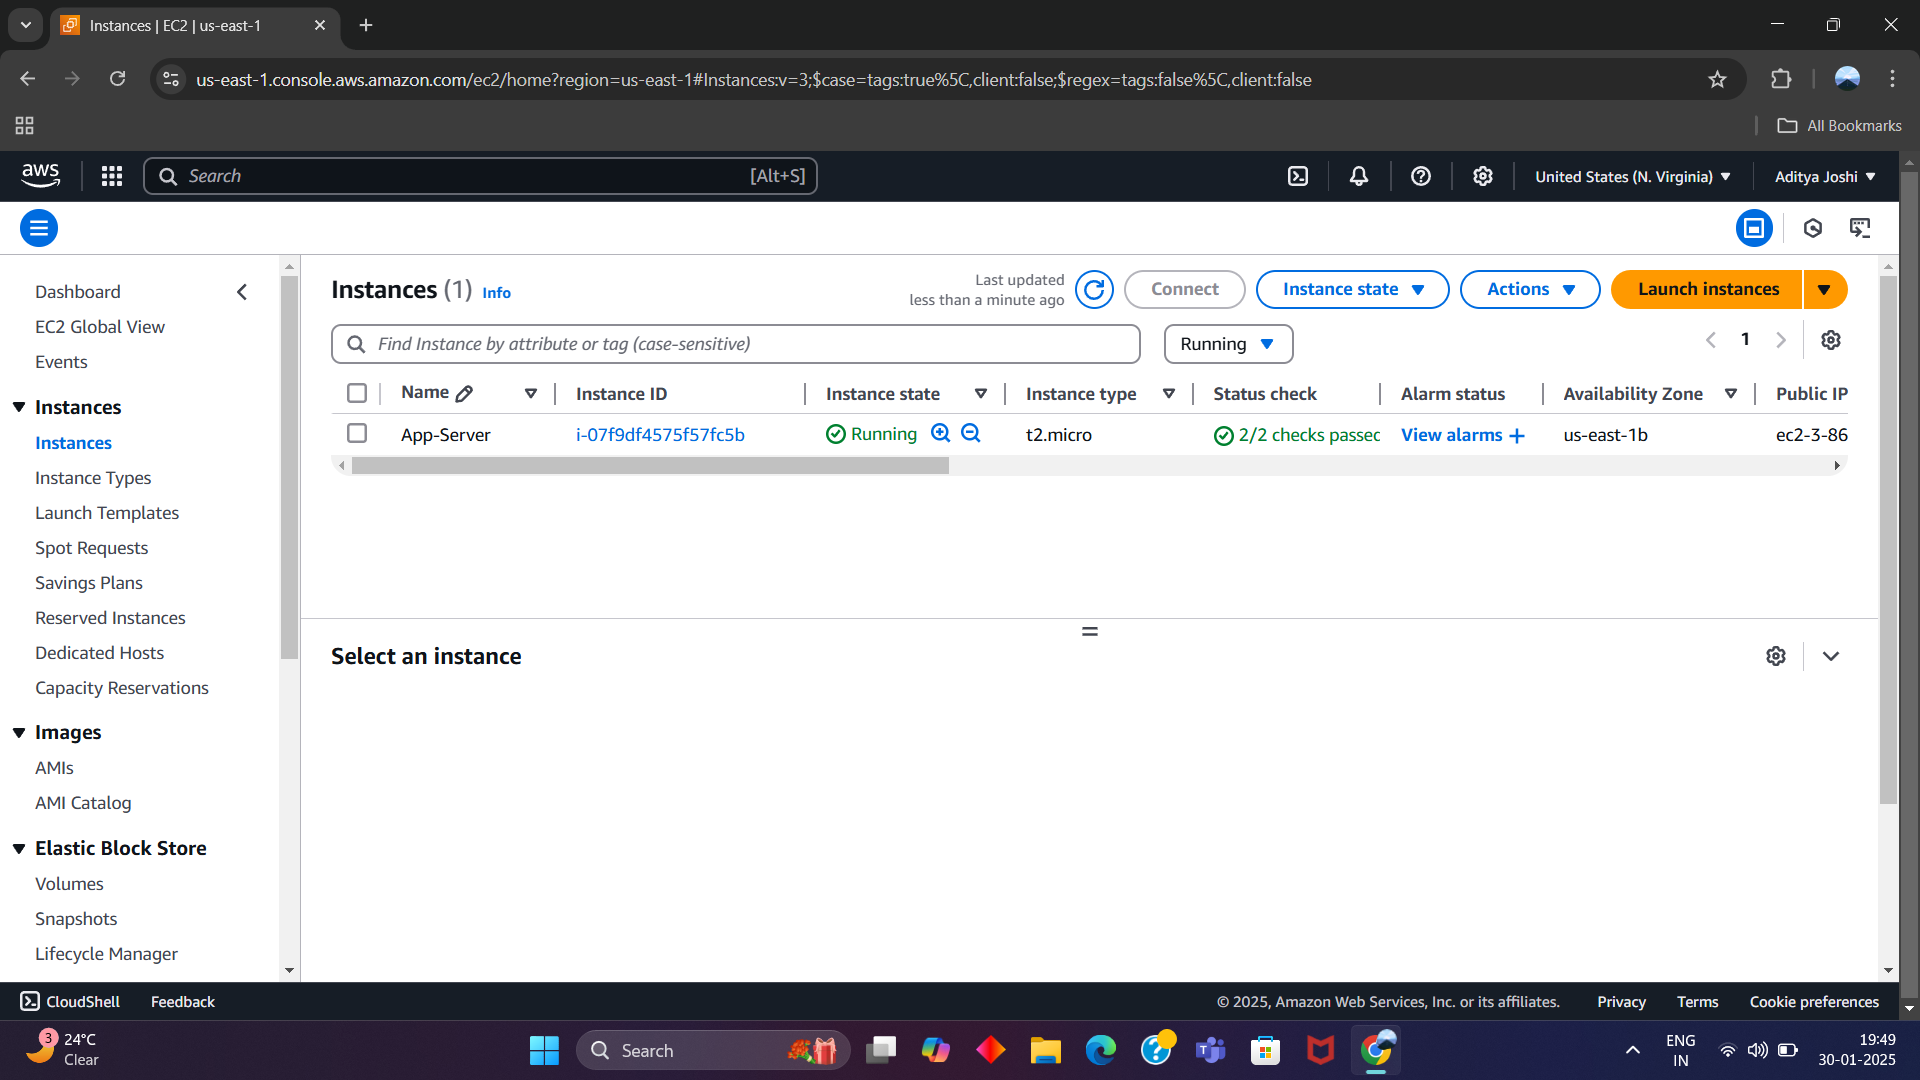 Instances | EC2 | us-east-1
us-east-1.console.aws.amazon.com/ec2/home?region=us-east-1#Instances:v=3;$case=tags:true%5C,client:false;$regex=tags:false%5C,client:false
All Bookmarks
aws
Search
[Alt+S]
United States (N. Virginia)
Aditya Joshi
Dashboard
EC2 Global View
Events
Instances
Instances
Instance Types
Launch Templates
Spot Requests
Savings Plans
Reserved Instances
Dedicated Hosts
Capacity Reservations
Images
AMIs
AMI Catalog
Elastic Block Store
Volumes
Snapshots
Lifecycle Manager
Instances (1) Info
Last updated
less than a minute ago
Connect
Instance state
Actions
Launch instances
Find Instance by attribute or tag (case-sensitive)
Running
1
Name Instance ID Instance state Instance type Status check Alarm status Availability Zone Public IP
App-Server i-07f9df4575f57fc5b Running t2.micro 2/2 checks passed View alarms + us-east-1b ec2-3-86
Select an instance
CloudShell Feedback
© 2025, Amazon Web Services, Inc. or its affiliates. Privacy Terms Cookie preferences
3
24°C
Clear
Search
T
ENG
IN
19:49
30-01-2025